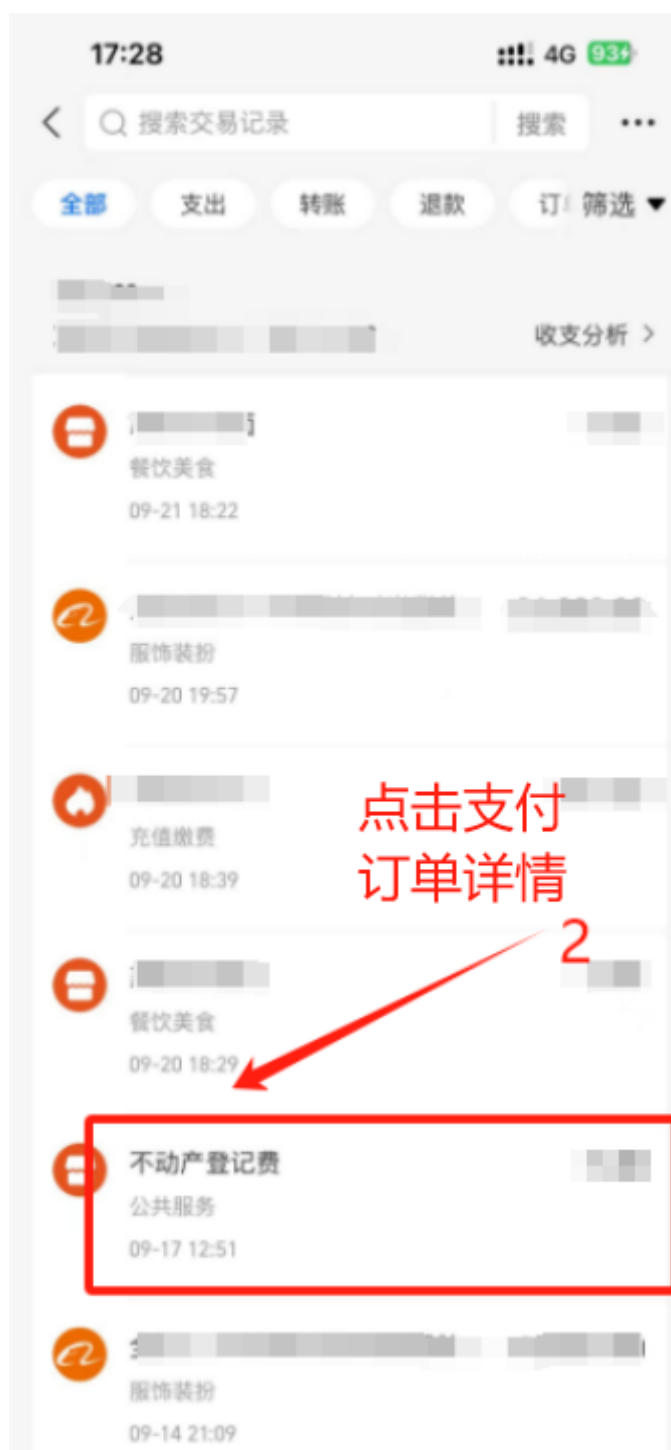 17:28 4G 93
搜索交易记录 搜索
全部 支出 转账 退款 筛选
收支分析
餐饮美食
09-21 18:22
服饰装扮
09-20 19:57
点击支付
充值缴费
订单详情
09-20 18:39
2
餐饮美食
09-20 18:29
不动产登记费
公共服务
09-17 12:51
服饰装扮
09-14 21:09